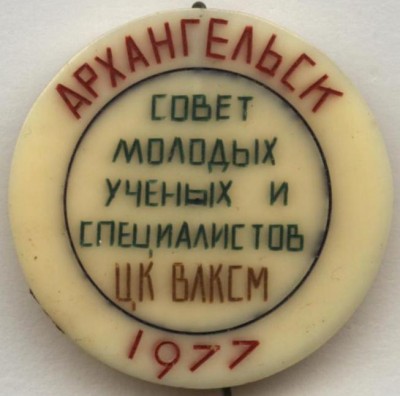 АРХАНГЕЛЬСК
СОВЕТ
МОЛОДЫХ
УЧЕНЫХ И
СПЕЦИАЛИСТОВ
ЦК ВЛКСМ
1977